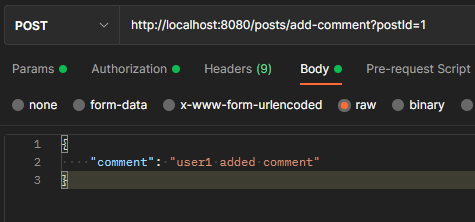 POST http://localhost:8080/posts/add-comment?postId=1
Params Authorization Headers (9) Body Pre-request Script
none form-data x-www-form-urlencoded raw binary
1 {
2 "comment": "user1 added comment"
3 }